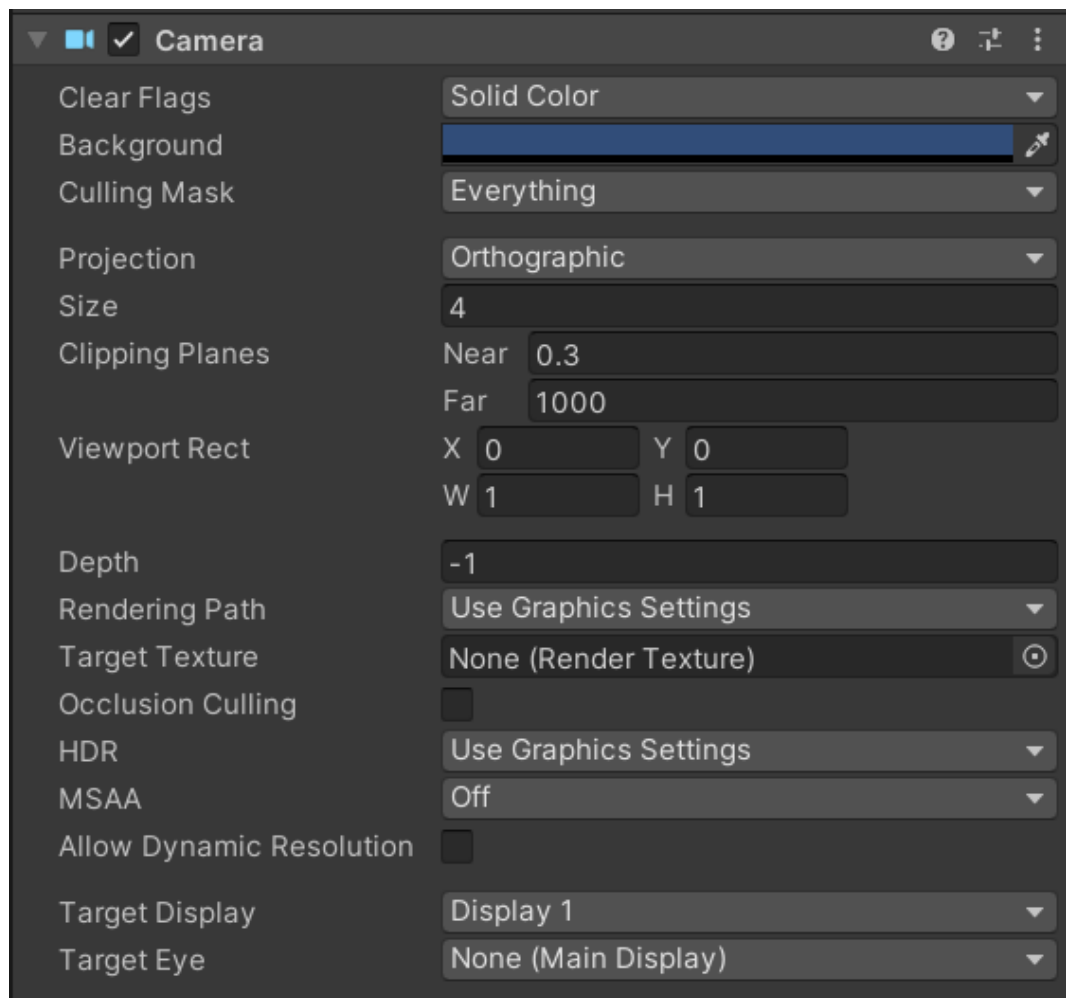 Camera
Clear Flags Solid Color
Background
Culling Mask Everything
Projection Orthographic
Size 4
Clipping Planes Near 0.3
Far 1000
Viewport Rect X 0 Y 0
W 1 H 1
Depth -1
Rendering Path Use Graphics Settings
Target Texture None (Render Texture)
Occlusion Culling
HDR Use Graphics Settings
MSAA Off
Allow Dynamic Resolution
Target Display Display 1
Target Eye None (Main Display)